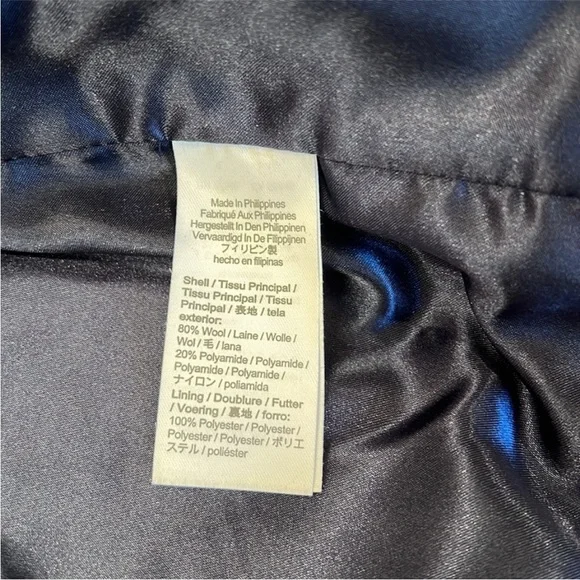 Made In Philippines
Fabriqué Aux Philippines
Hergestellt In Den Philippinen
Vervaardigd In De Filippijnen
フィリピン製
hecho en filipinas
Shell / Tissu Principal /
Tissu Principal / Tissu
Principal / 表地 / tela
exterior:
80% Wool / Laine / Wolle /
Wol / 毛 / lana
20% Polyamide / Polyamide /
Polyamide / Polyamide /
ナイロン / poliamida
Lining / Doublure / Futter
/ Voering / 裏地 / forro:
100% Polyester / Polyester /
Polyester / Polyester / ポリエ
ステル / poliéster